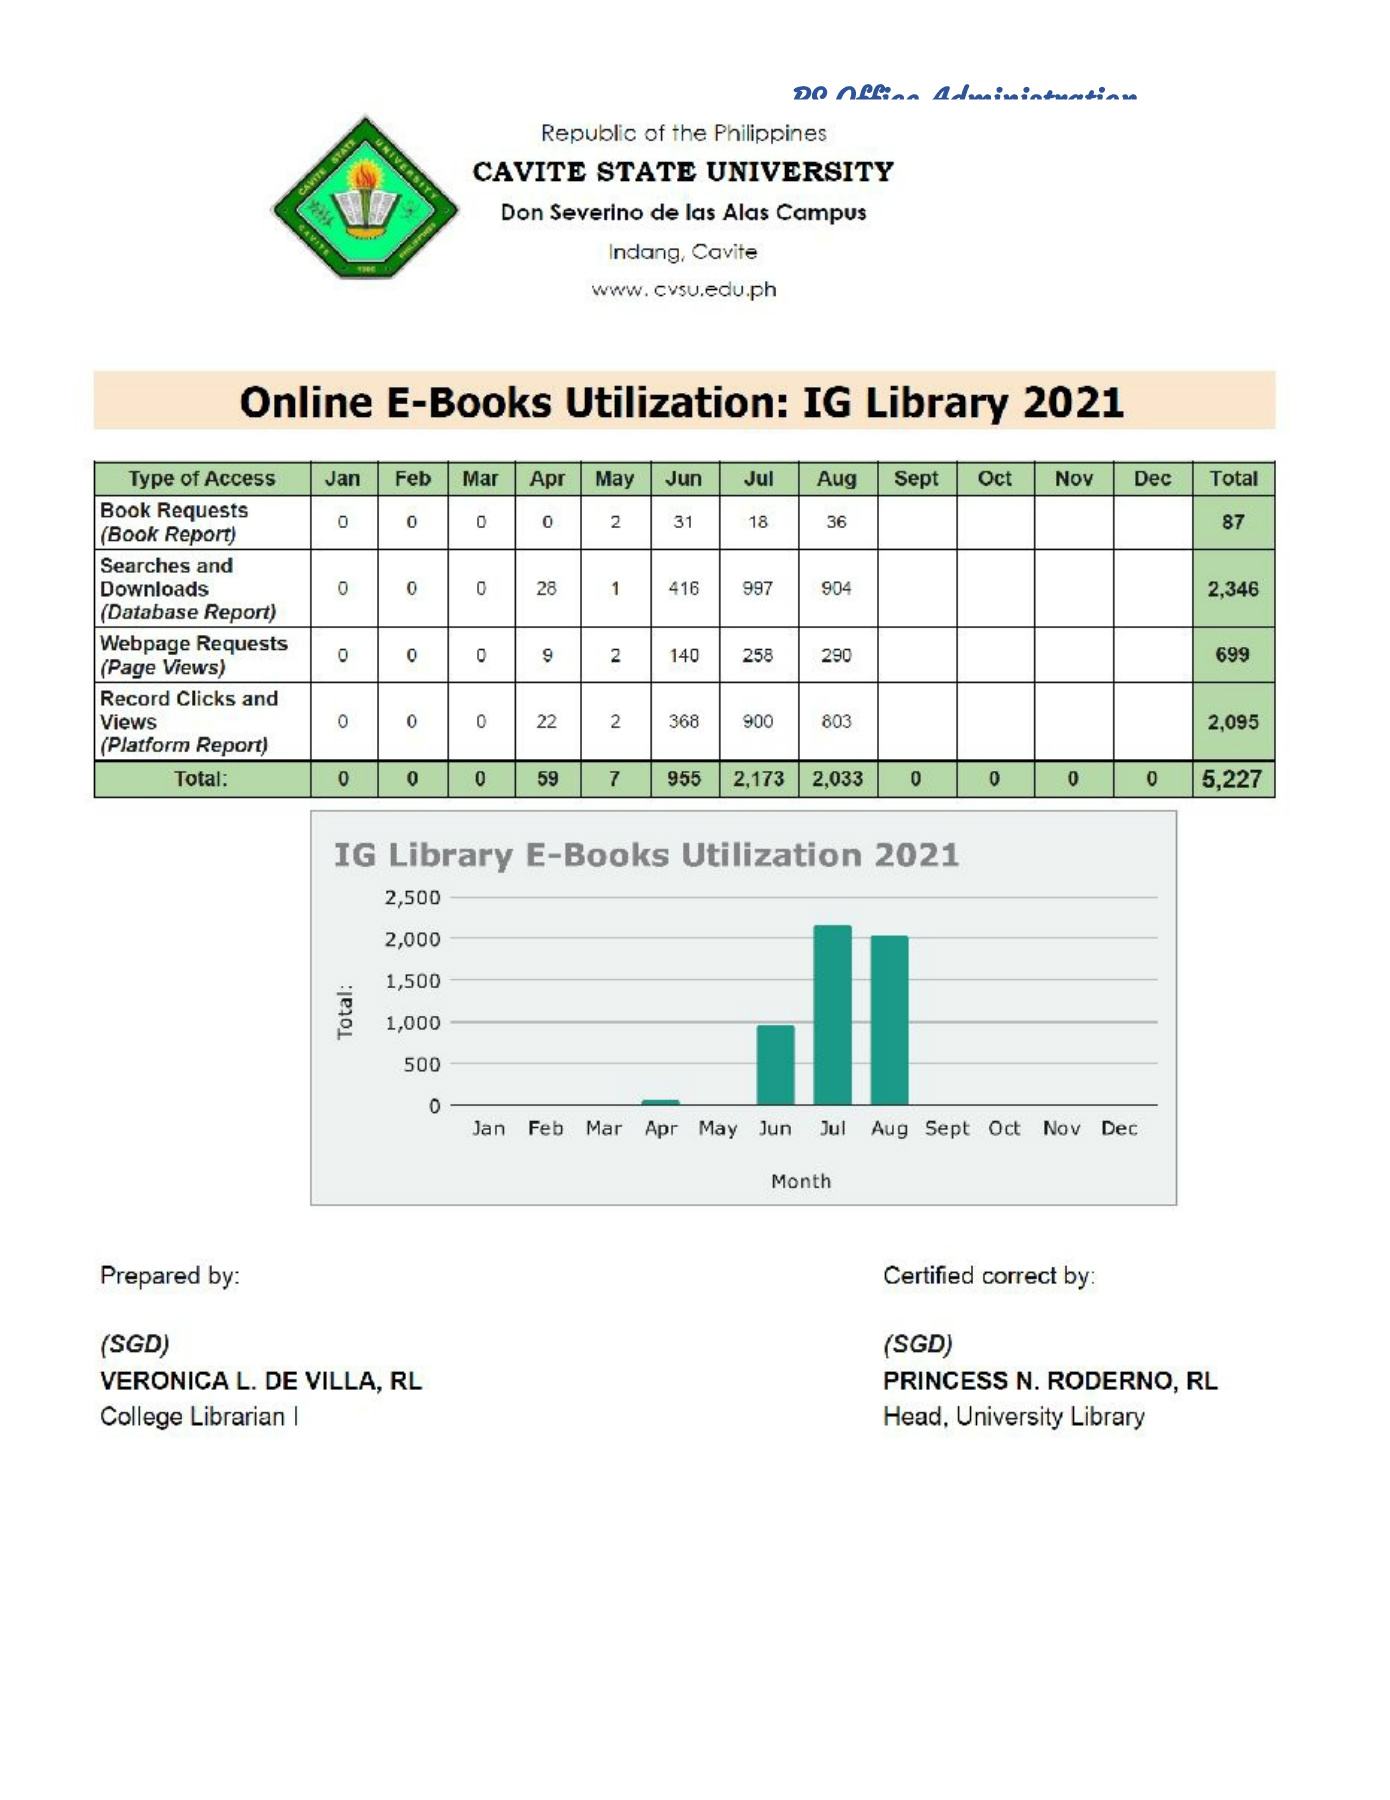 BS Office Administration
Republic of the Philippines
CAVITE STATE UNIVERSITY
Don Severino de las Alas Campus
Indang, Cavite
www. cvsu.edu.ph
CAVITE STATE UNIVERSITY
CAVITE PHILIPPINES
1906
Online E-Books Utilization: IG Library 2021
Type of Access Jan Feb Mar Apr May Jun Jul Aug Sept Oct Nov Dec Total
Book Requests
(Book Report) 0 0 0 0 2 31 18 36 87
Searches and
Downloads
(Database Report) 0 0 0 28 1 416 997 904 2,346
Webpage Requests
(Page Views) 0 0 0 9 2 140 258 290 699
Record Clicks and
Views
(Platform Report) 0 0 0 22 2 368 900 803 2,095
Total: 0 0 0 59 7 955 2,173 2,033 0 0 0 0 5,227
IG Library E-Books Utilization 2021
2,500
2,000
1,500
1,000
500
0
Total:
Jan Feb Mar Apr May Jun Jul Aug Sept Oct Nov Dec
Month
Prepared by: Certified correct by:
(SGD) (SGD)
VERONICA L. DE VILLA, RL PRINCESS N. RODERNO, RL
College Librarian I Head, University Library